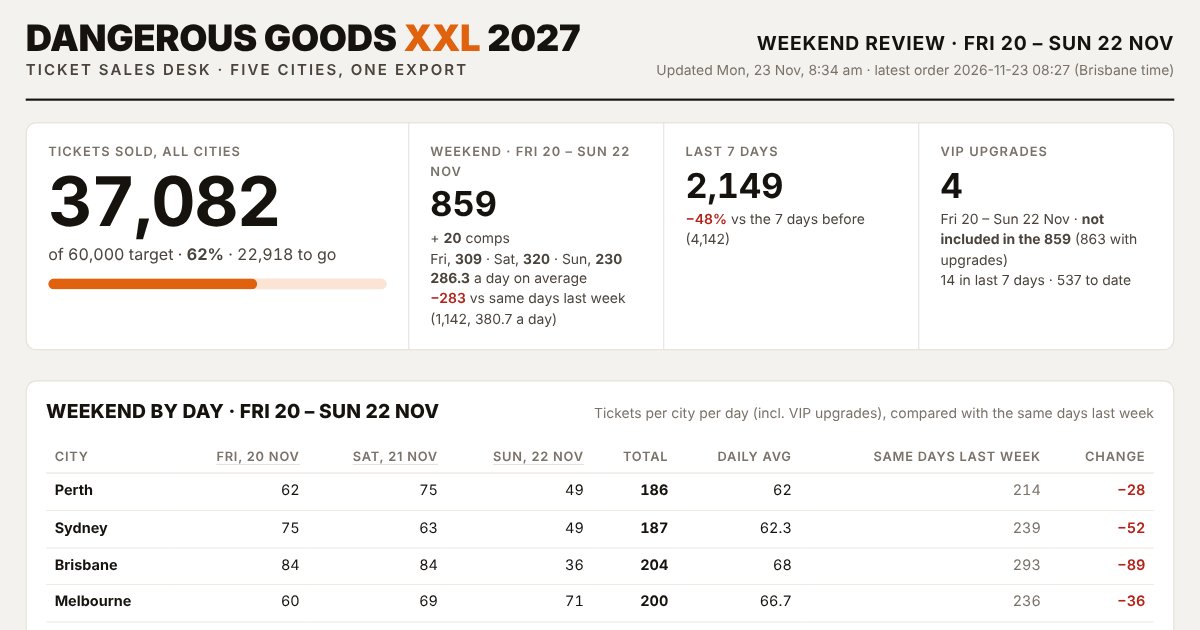 DANGEROUS GOODS XXL 2027
TICKET SALES DESK · FIVE CITIES, ONE EXPORT
WEEKEND REVIEW · FRI 20 – SUN 22 NOV
Updated Mon, 23 Nov, 8:34 am · latest order 2026-11-23 08:27 (Brisbane time)
TICKETS SOLD, ALL CITIES
37,082
of 60,000 target · 62% · 22,918 to go
WEEKEND · FRI 20 – SUN 22
NOV
859
+ 20 comps
Fri, 309 · Sat, 320 · Sun, 230
286.3 a day on average
−283 vs same days last week
(1,142, 380.7 a day)
LAST 7 DAYS
2,149
−48% vs the 7 days before
(4,142)
VIP UPGRADES
4
Fri 20 – Sun 22 Nov · not
included in the 859 (863 with
upgrades)
14 in last 7 days · 537 to date
WEEKEND BY DAY · FRI 20 – SUN 22 NOV
Tickets per city per day (incl. VIP upgrades), compared with the same days last week
CITY FRI, 20 NOV SAT, 21 NOV SUN, 22 NOV TOTAL DAILY AVG SAME DAYS LAST WEEK CHANGE
Perth 62 75 49 186 62 214 −28
Sydney 75 63 49 187 62.3 239 −52
Brisbane 84 84 36 204 68 293 −89
Melbourne 60 69 71 200 66.7 236 −36